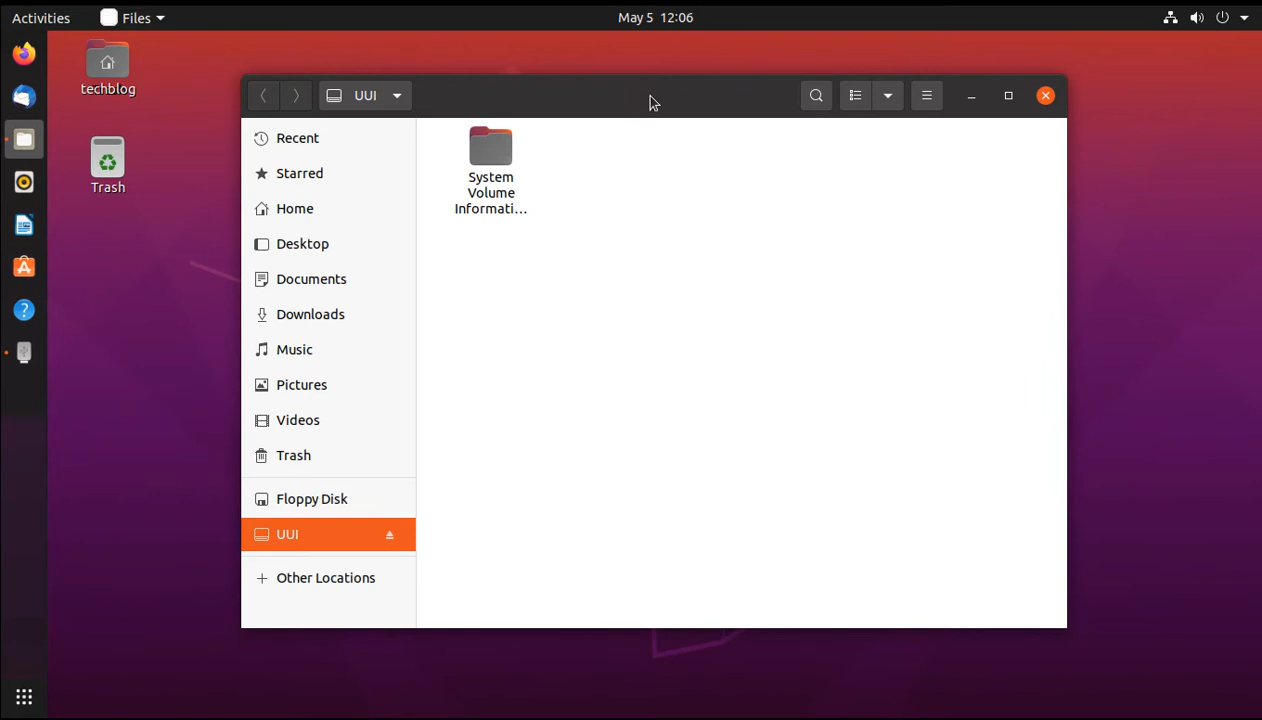 Activities
Files
May 5 12:06
techblog
Trash
UUI
Recent
Starred
Home
Desktop
Documents
Downloads
Music
Pictures
Videos
Trash
Floppy Disk
UUI
Other Locations
System
Volume
Informati…